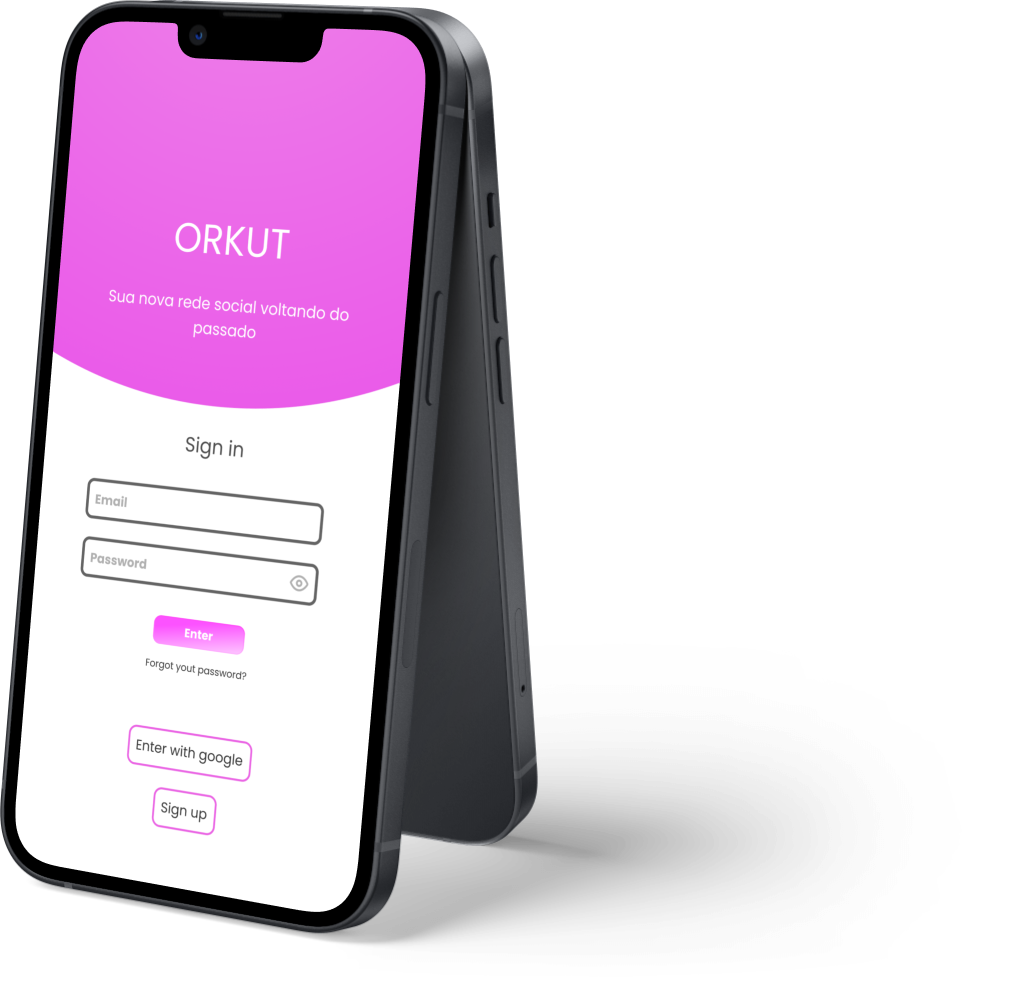 ORKUT
Sua nova rede social voltando do
passado
Sign in
Email
Password
Enter
Forgot yout password?
Enter with google
Sign up